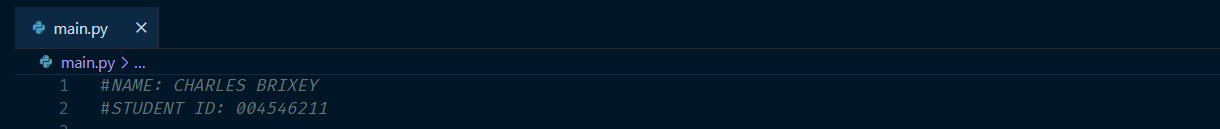 main.py ×
main.py > ...
1 #NAME: CHARLES BRIXEY
2 #STUDENT ID: 004546211